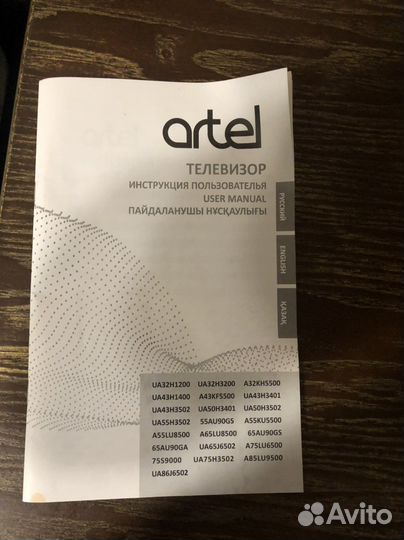 artel
ТЕЛЕВИЗОР
ИНСТРУКЦИЯ ПОЛЬЗОВАТЕЛЬЯ
USER MANUAL
ПАЙДАЛАНУШЫ НҰСҚАУЛЫҒЫ
РУССКИЙ
ENGLISH
ҚАЗАҚ
UA32H1200 UA32H3200 A32KH5500
UA43H1400 A43KF5500 UA43H3401
UA43H3502 UA50H3401 UA50H3502
UA55H3502 55AU90GS A55KU5500
A55LU8500 A65LU8500 65AU90GS
65AU90GA UA65J6502 A75LU6500
75S9000 UA75H3502 A85LU9500
UA86J6502
Avito